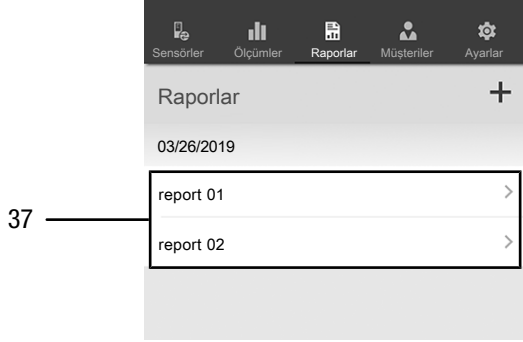 Sensörler Ölçümler Raporlar Müşteriler Ayarlar
Raporlar +
03/26/2019
report 01
37
report 02